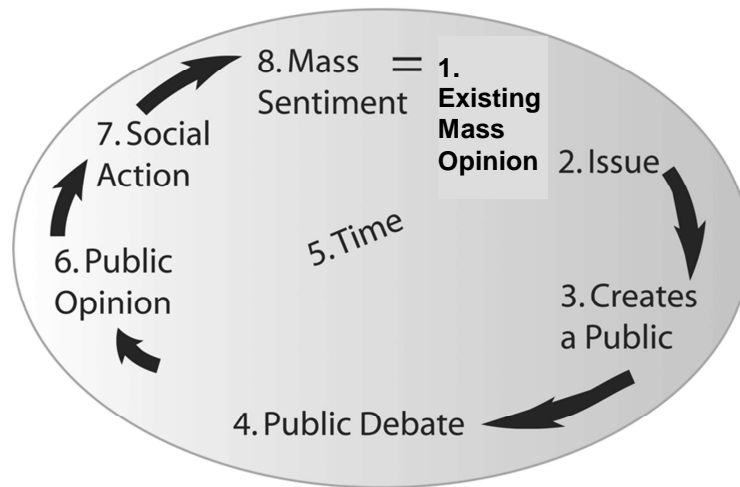 1.
Existing
Mass
Opinion
2. Issue
3. Creates
a Public
4. Public Debate
5. Time
6. Public
Opinion
7. Social
Action
8. Mass =
Sentiment